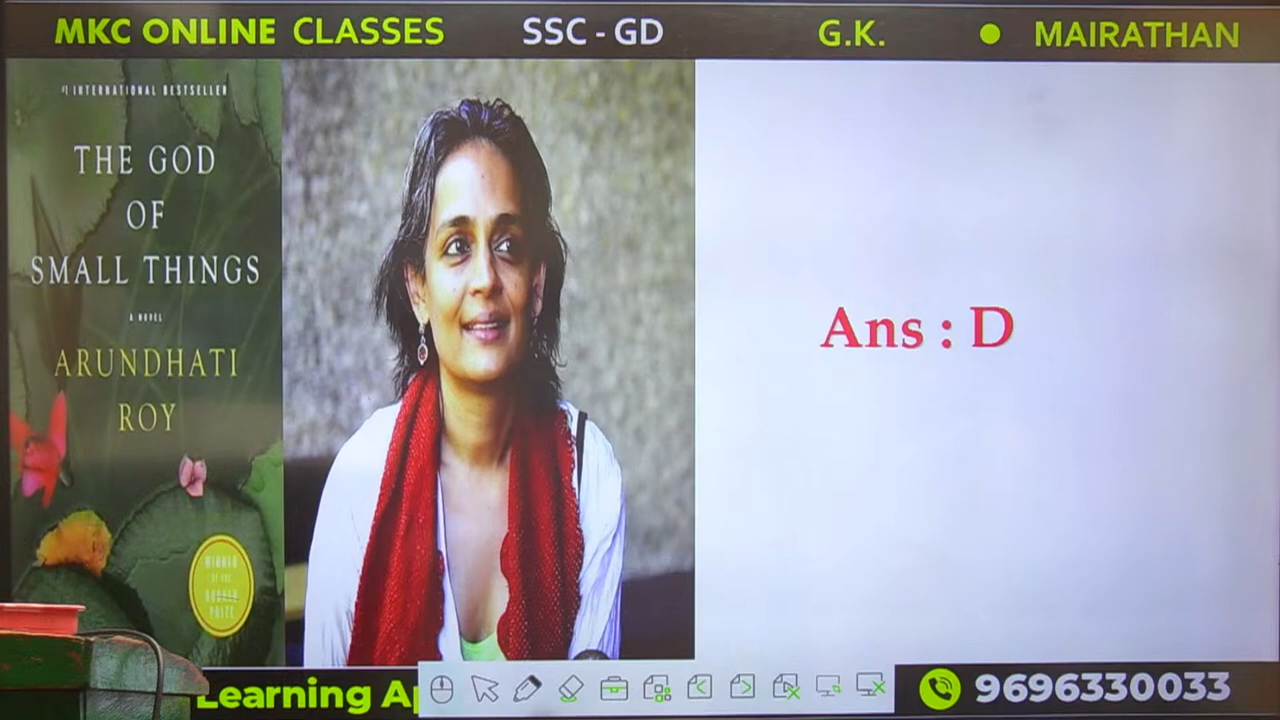 MKC ONLINE CLASSES SSC - GD G.K. MAIRATHAN
#1 INTERNATIONAL BESTSELLER
THE GOD
OF
SMALL THINGS
A NOVEL
ARUNDHATI
ROY
WINNER
OF THE
BOOKER
PRIZE
Ans : D
Learning Ap
9696330033